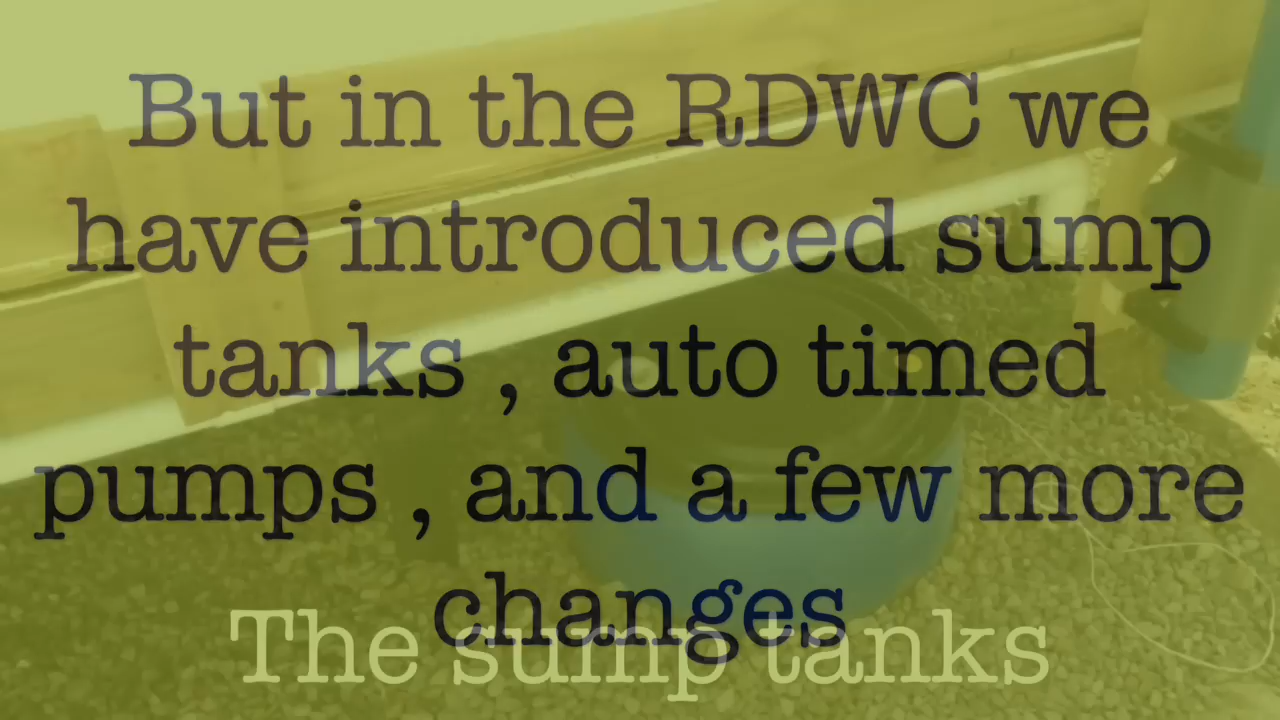 But in the RDWC we
have introduced sump
tanks , auto timed
pumps , and a few more
changes
The sump tanks